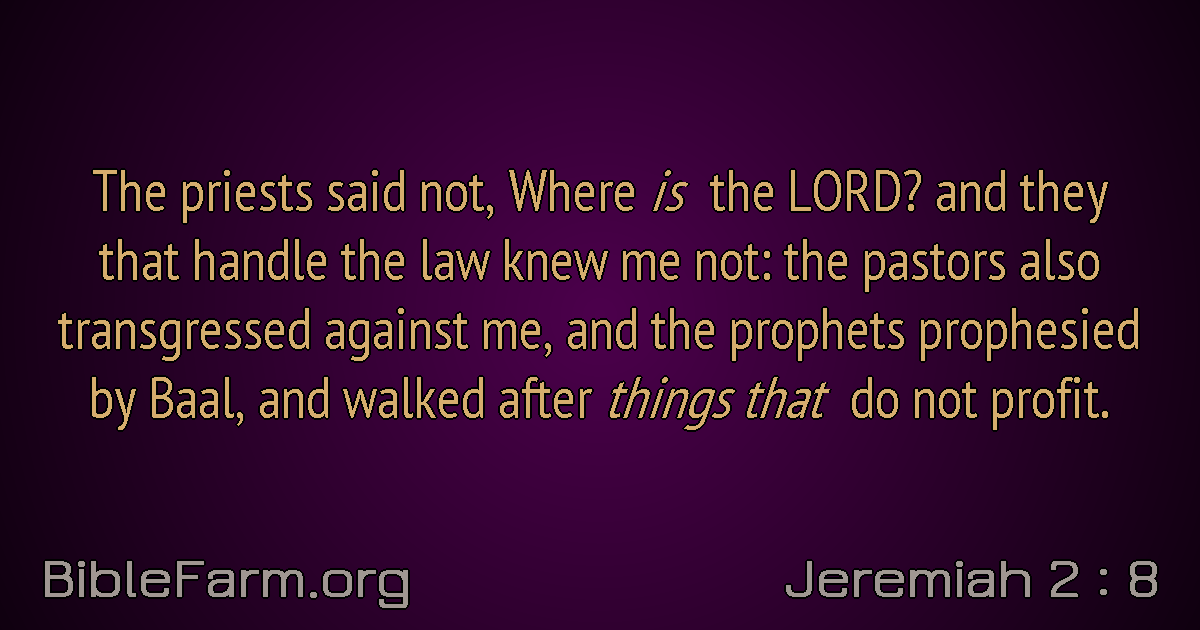 The priests said not, Where is the LORD? and they
that handle the law knew me not: the pastors also
transgressed against me, and the prophets prophesied
by Baal, and walked after things that do not profit.
BibleFarm.org
Jeremiah 2 : 8